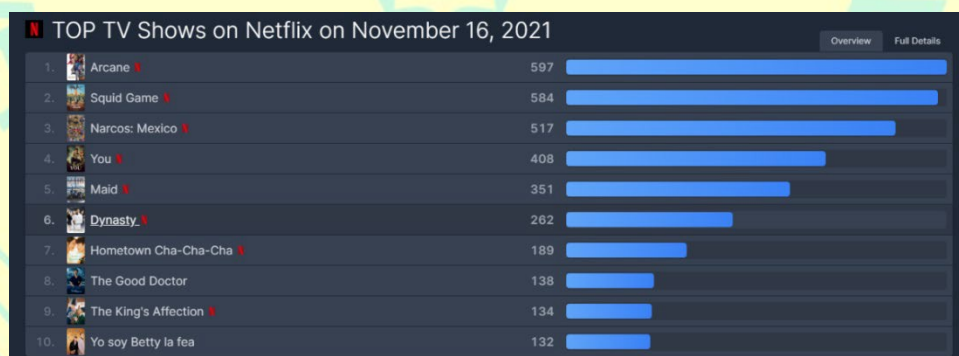 N TOP TV Shows on Netflix on November 16, 2021
Overview Full Details
1. Arcane N 597
2. Squid Game N 584
3. Narcos: Mexico N 517
4. You N 408
5. Maid N 351
6. Dynasty N 262
7. Hometown Cha-Cha-Cha N 189
8. The Good Doctor 138
9. The King's Affection N 134
10. Yo soy Betty la fea 132